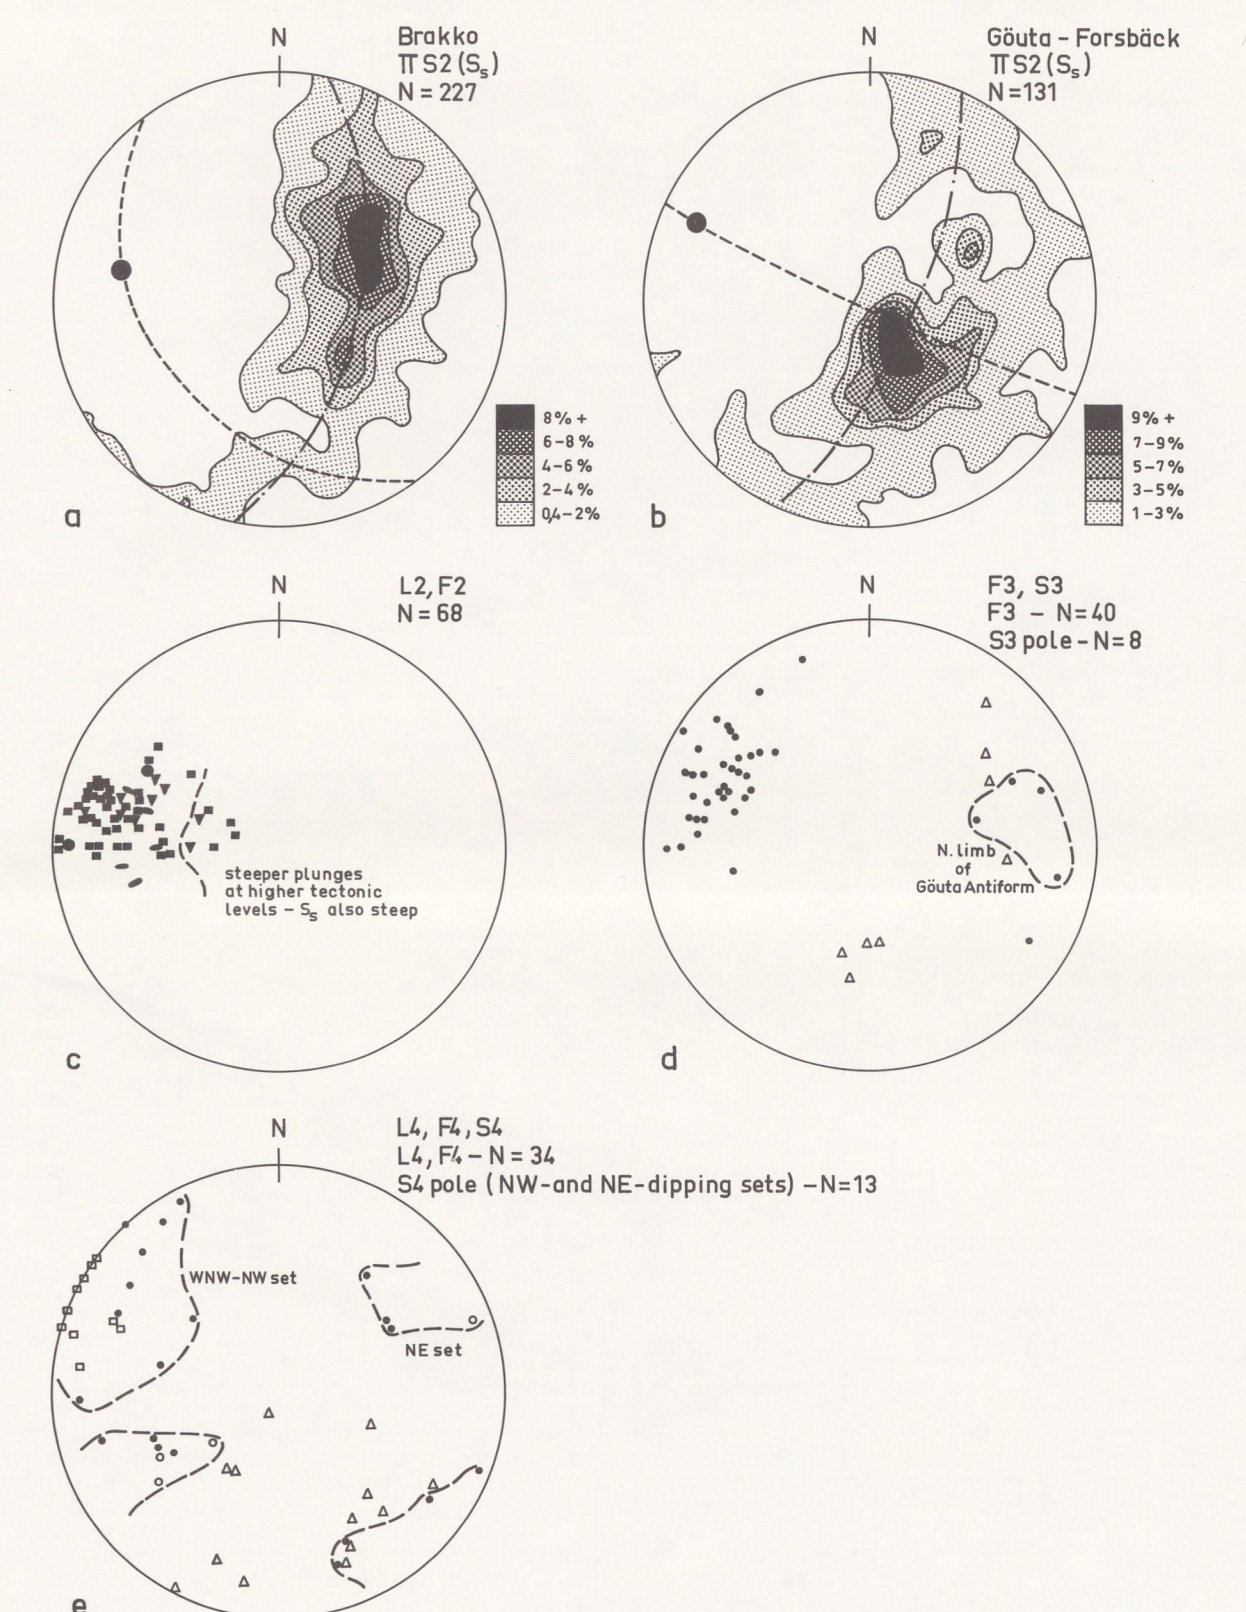 N
Brakko
πS2(Ss)
N = 227
8% +
6-8%
4-6%
2-4%
0,4-2%
a
N
Göuta - Forsbäck
πS2(Ss)
N=131
9% +
7-9%
5-7%
3-5%
1-3%
b
N
L2, F2
N = 68
steeper plunges
at higher tectonic
levels - Ss also steep
c
N
F3, S3
F3 - N=40
S3 pole - N=8
N. limb
of
Göuta Antiform
d
N
L4, F4, S4
L4, F4 - N = 34
S4 pole (NW-and NE-dipping sets) - N=13
WNW-NW set
NE set
e